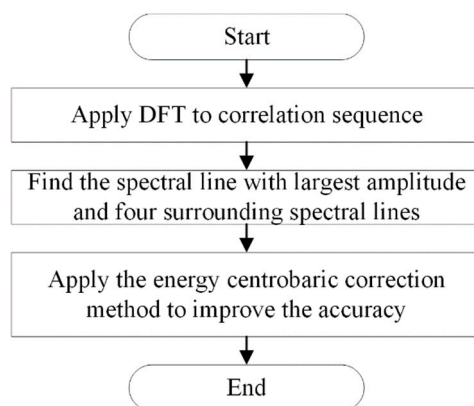 Start
Apply DFT to correlation sequence
Find the spectral line with largest amplitude
and four surrounding spectral lines
Apply the energy centrobaric correction
method to improve the accuracy
End